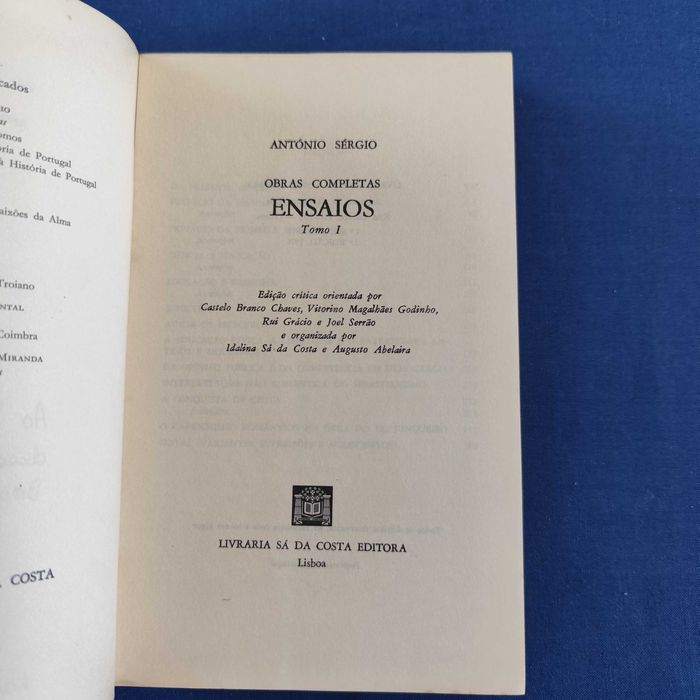 cados
omos
ória de Portugal
à História de Portugal
aixões da Alma
Troiano
NTAL
Coimbra
MIRANDA
COSTA
ANTÓNIO SÉRGIO
OBRAS COMPLETAS
ENSAIOS
Tomo I
Edição crítica orientada por
Castelo Branco Chaves, Vitorino Magalhães Godinho,
Rui Grácio e Joel Serrão
e organizada por
Idalina Sá da Costa e Augusto Abelaira
LIVRARIA SÁ DA COSTA EDITORA
Lisboa